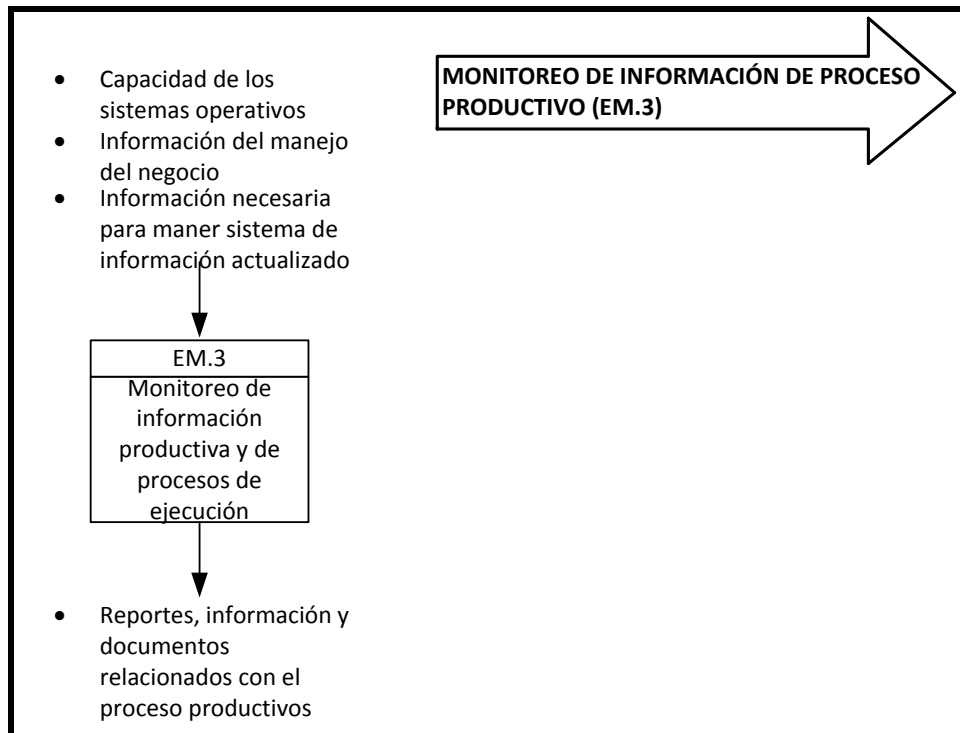 MONITOREO DE INFORMACIÓN DE PROCESO
PRODUCTIVO (EM.3)
• Capacidad de los
sistemas operativos
• Información del manejo
del negocio
• Información necesaria
para maner sistema de
información actualizado
EM.3
Monitoreo de
información
productiva y de
procesos de
ejecución
• Reportes, información y
documentos
relacionados con el
proceso productivos